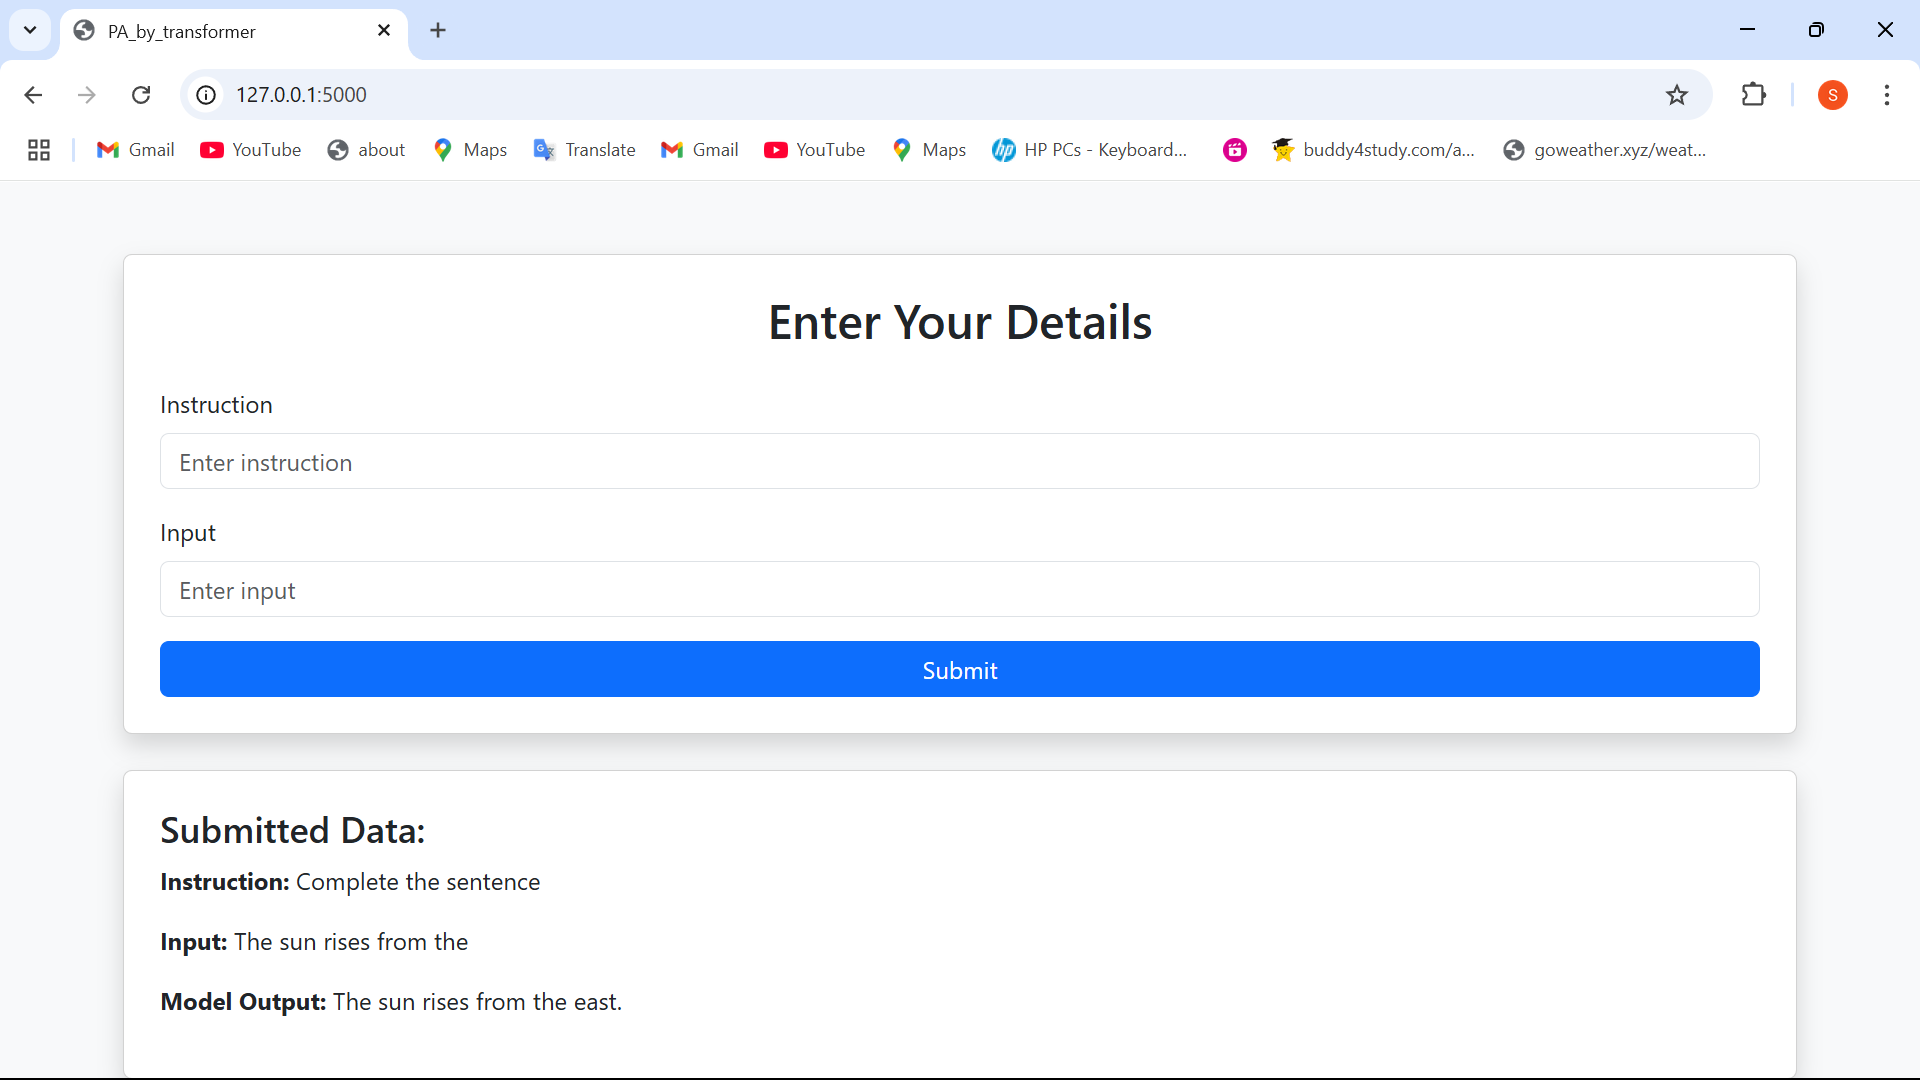 PA_by_transformer
127.0.0.1:5000
S
Gmail YouTube about Maps Translate Gmail YouTube Maps HP PCs - Keyboard... buddy4study.com/a... goweather.xyz/weat...
Enter Your Details
Instruction
Enter instruction
Input
Enter input
Submit
Submitted Data:
Instruction: Complete the sentence
Input: The sun rises from the
Model Output: The sun rises from the east.